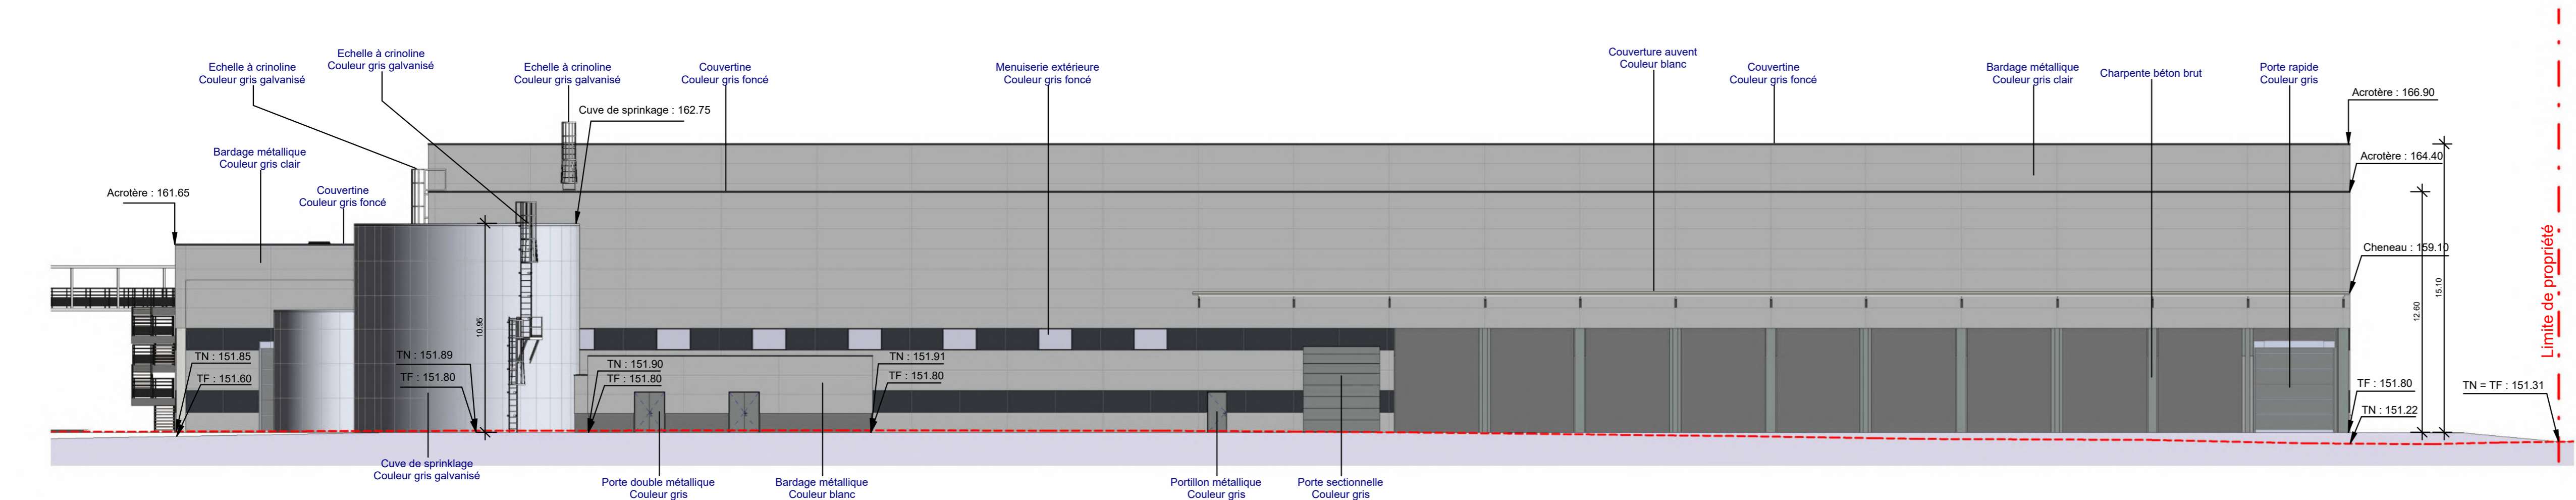 Echelle à crinoline
Couleur gris galvanisé
Echelle à crinoline
Couleur gris galvanisé
Echelle à crinoline
Couleur gris galvanisé
Couvertine
Couleur gris foncé
Menuiserie extérieure
Couleur gris foncé
Couverture auvent
Couleur blanc
Couvertine
Couleur gris foncé
Bardage métallique
Couleur gris clair
Charpente béton brut
Porte rapide
Couleur gris
Acrotère : 166.90
Cuve de sprinkage : 162.75
Bardage métallique
Couleur gris clair
Acrotère : 164.40
Acrotère : 161.65
Couvertine
Couleur gris foncé
Cheneau : 159.10
Limite de propriété
15.10
12.60
10.95
TN : 151.85
TF : 151.60
TN : 151.89
TF : 151.80
TN : 151.90
TF : 151.80
TN : 151.91
TF : 151.80
TF : 151.80
TN : 151.22
TN = TF : 151.31
Cuve de sprinklage
Couleur gris galvanisé
Porte double métallique
Couleur gris
Bardage métallique
Couleur blanc
Portillon métallique
Couleur gris
Porte sectionnelle
Couleur gris